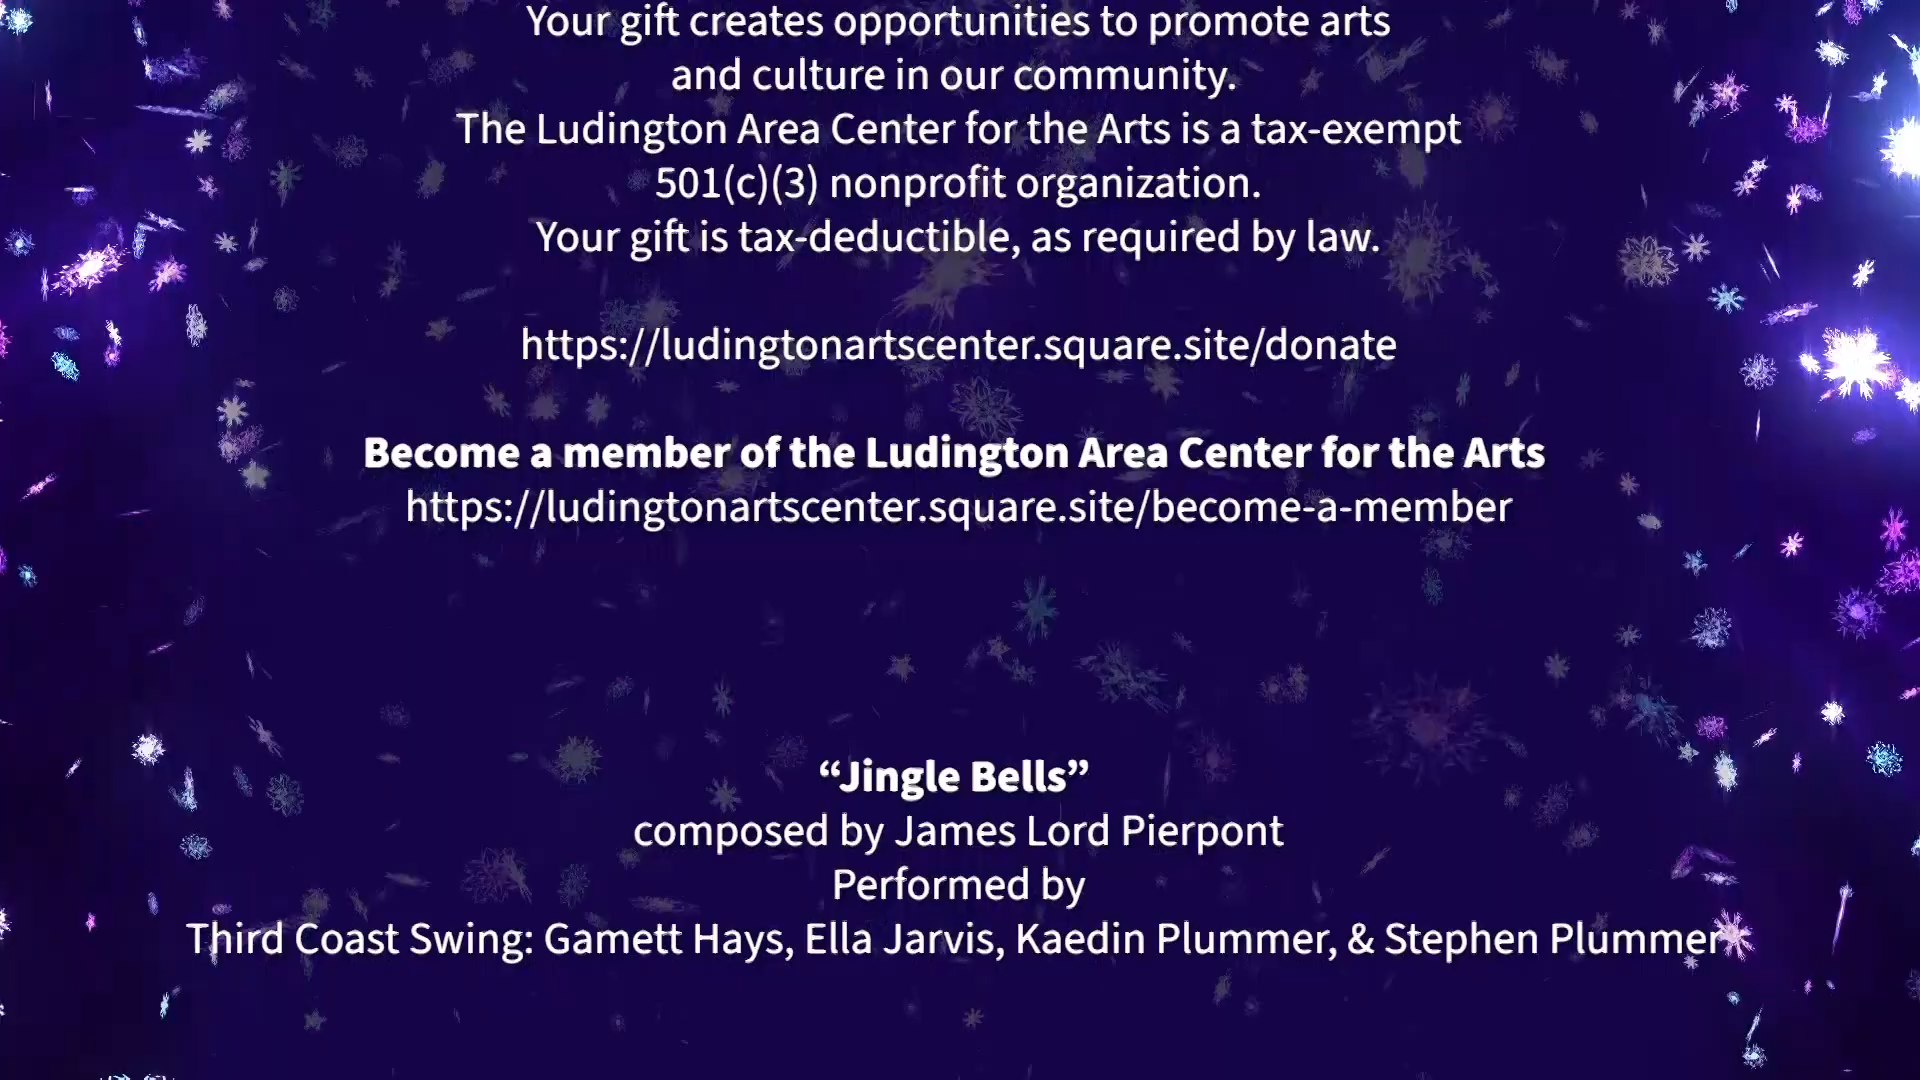 Your gift creates opportunities to promote arts
and culture in our community.
The Ludington Area Center for the Arts is a tax-exempt
501(c)(3) nonprofit organization.
Your gift is tax-deductible, as required by law.
https://ludingtonartscenter.square.site/donate
Become a member of the Ludington Area Center for the Arts
https://ludingtonartscenter.square.site/become-a-member
“Jingle Bells”
composed by James Lord Pierpont
Performed by
Third Coast Swing: Gamett Hays, Ella Jarvis, Kaedin Plummer, & Stephen Plummer